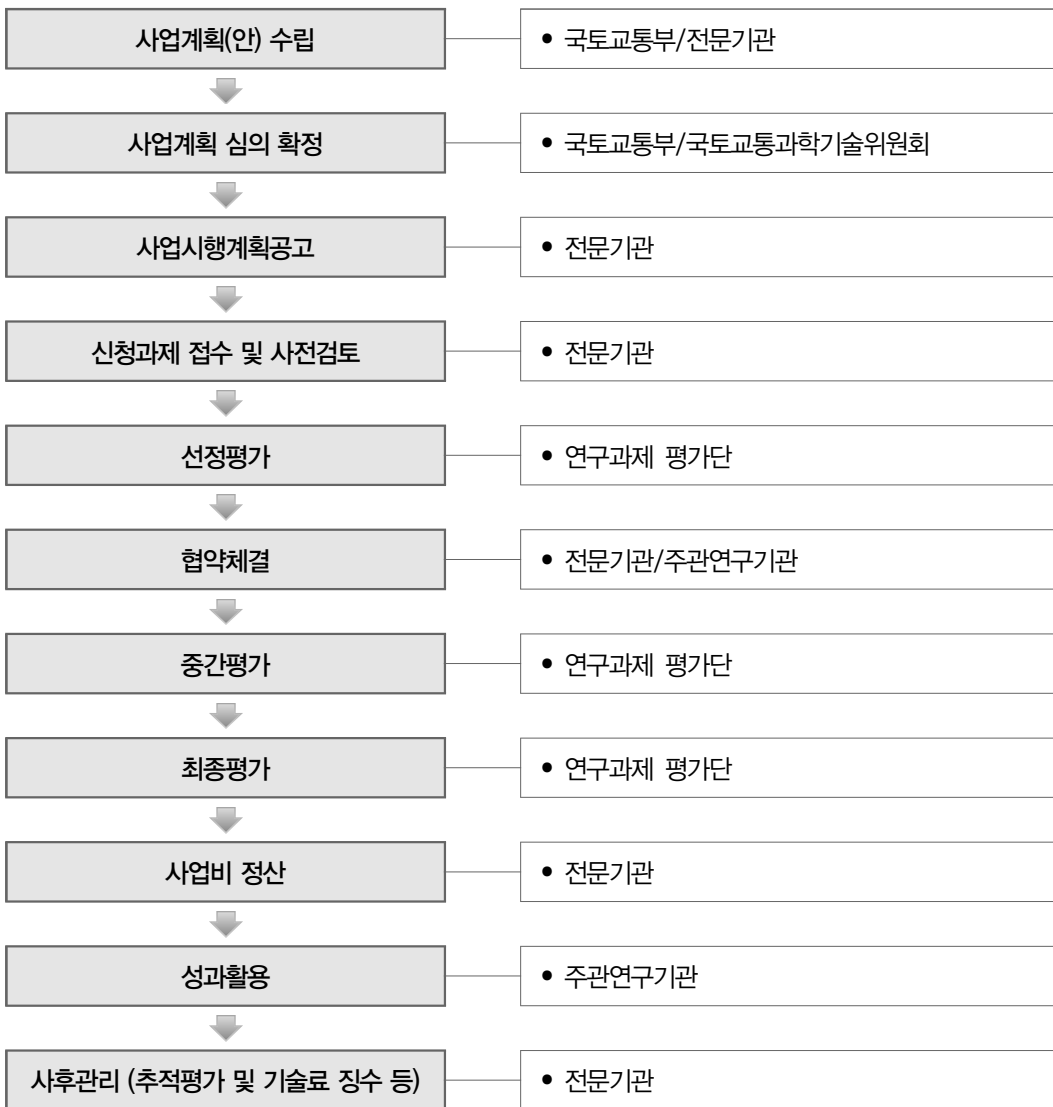 사업계획(안) 수립
• 국토교통부/전문기관
사업계획 심의 확정
• 국토교통부/국토교통과학기술위원회
사업시행계획공고
• 전문기관
신청과제 접수 및 사전검토
• 전문기관
선정평가
• 연구과제 평가단
협약체결
• 전문기관/주관연구기관
중간평가
• 연구과제 평가단
최종평가
• 연구과제 평가단
사업비 정산
• 전문기관
성과활용
• 주관연구기관
사후관리 (추적평가 및 기술료 징수 등)
• 전문기관